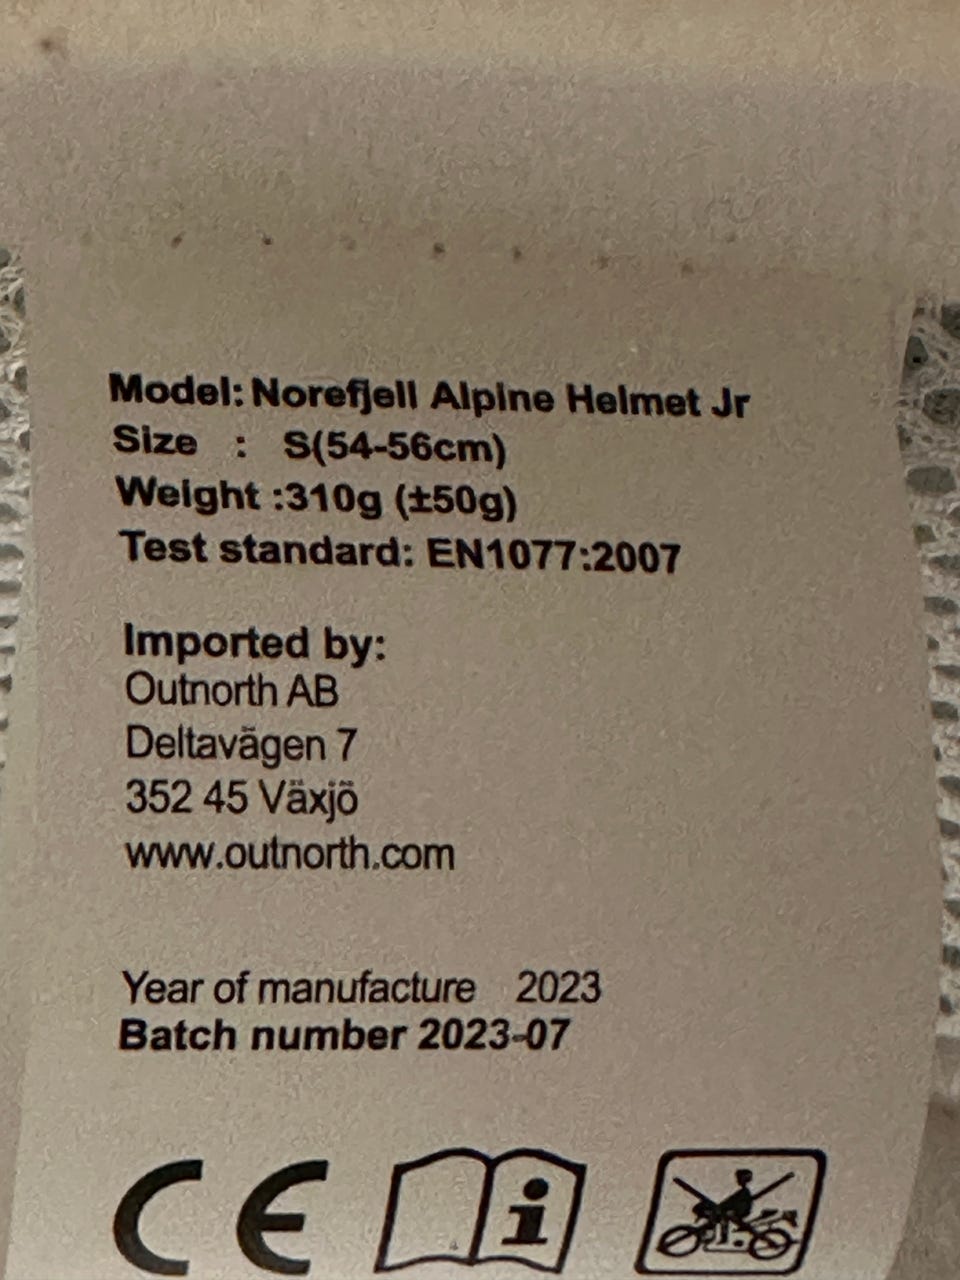 Model: Norefjell Alpine Helmet Jr
Size : S(54-56cm)
Weight :310g (±50g)
Test standard: EN1077:2007
Imported by:
Outnorth AB
Deltavägen 7
352 45 Växjö
www.outnorth.com
Year of manufacture 2023
Batch number 2023-07
CE i